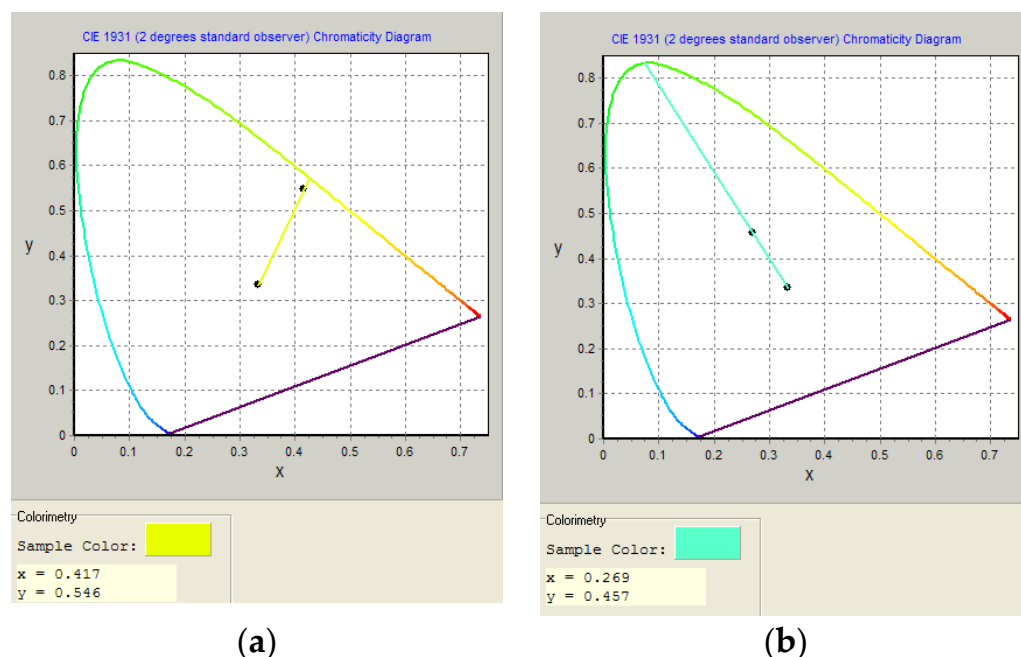 CIE 1931 (2 degrees standard observer) Chromaticity Diagram
0.8
0.7
0.6
0.5
y
0.4
0.3
0.2
0.1
0
0 0.1 0.2 0.3 0.4 0.5 0.6 0.7
X
Colorimetry
Sample Color:
x = 0.417
y = 0.546
(a)
CIE 1931 (2 degrees standard observer) Chromaticity Diagram
0.8
0.7
0.6
0.5
y
0.4
0.3
0.2
0.1
0
0 0.1 0.2 0.3 0.4 0.5 0.6 0.7
X
Colorimetry
Sample Color:
x = 0.269
y = 0.457
(b)